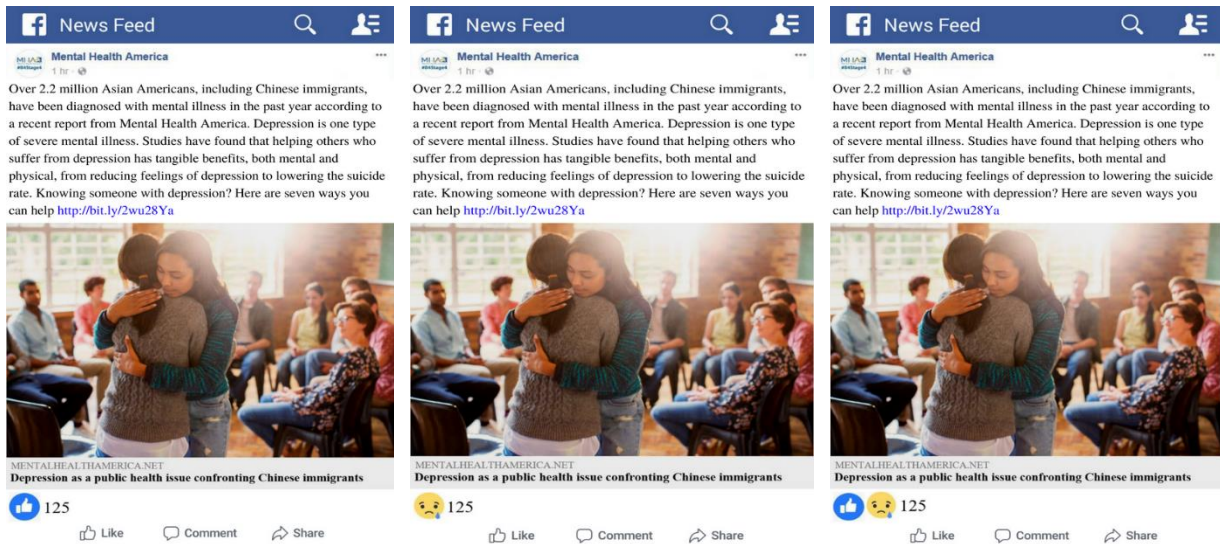 News Feed
Mental Health America
1 hr
Over 2.2 million Asian Americans, including Chinese immigrants,
have been diagnosed with mental illness in the past year according to
a recent report from Mental Health America. Depression is one type
of severe mental illness. Studies have found that helping others who
suffer from depression has tangible benefits, both mental and
physical, from reducing feelings of depression to lowering the suicide
rate. Knowing someone with depression? Here are seven ways you
can help http://bit.ly/2wu28Ya
MENTALHEALTHAMERICA.NET
Depression as a public health issue confronting Chinese immigrants
125
Like Comment Share
News Feed
Mental Health America
1 hr
Over 2.2 million Asian Americans, including Chinese immigrants,
have been diagnosed with mental illness in the past year according to
a recent report from Mental Health America. Depression is one type
of severe mental illness. Studies have found that helping others who
suffer from depression has tangible benefits, both mental and
physical, from reducing feelings of depression to lowering the suicide
rate. Knowing someone with depression? Here are seven ways you
can help http://bit.ly/2wu28Ya
MENTALHEALTHAMERICA.NET
Depression as a public health issue confronting Chinese immigrants
125
Like Comment Share
News Feed
Mental Health America
1 hr
Over 2.2 million Asian Americans, including Chinese immigrants,
have been diagnosed with mental illness in the past year according to
a recent report from Mental Health America. Depression is one type
of severe mental illness. Studies have found that helping others who
suffer from depression has tangible benefits, both mental and
physical, from reducing feelings of depression to lowering the suicide
rate. Knowing someone with depression? Here are seven ways you
can help http://bit.ly/2wu28Ya
MENTALHEALTHAMERICA.NET
Depression as a public health issue confronting Chinese immigrants
125
Like Comment Share